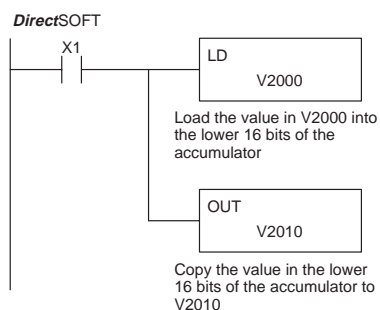 DirectSOFT
X1
LD
V2000
Load the value in V2000 into
the lower 16 bits of the
accumulator
OUT
V2010
Copy the value in the lower
16 bits of the accumulator to
V2010